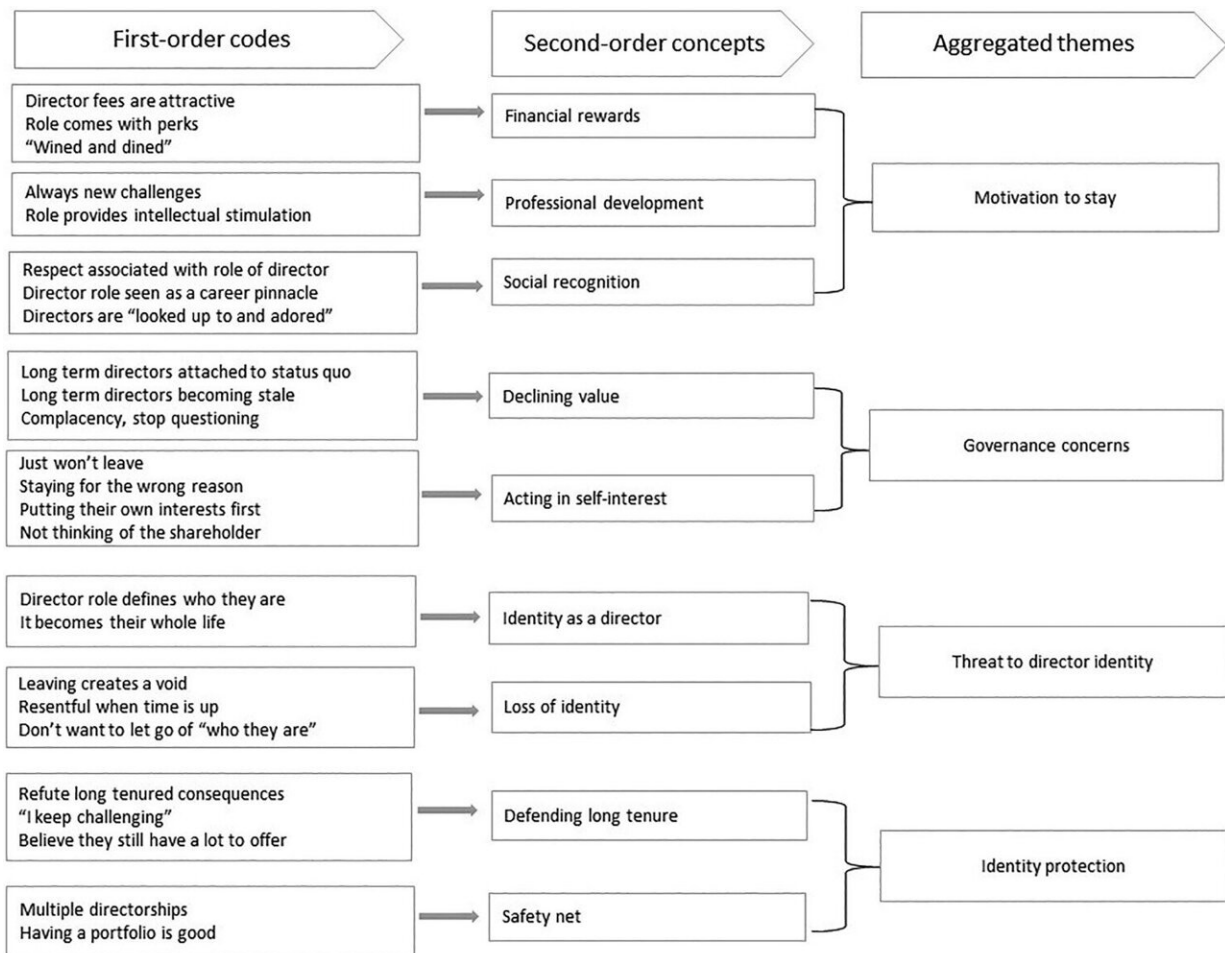 First-order codes
Second-order concepts
Aggregated themes
Director fees are attractive
Role comes with perks
“Wined and dined”
Financial rewards
Always new challenges
Role provides intellectual stimulation
Professional development
Motivation to stay
Respect associated with role of director
Director role seen as a career pinnacle
Directors are “looked up to and adored”
Social recognition
Long term directors attached to status quo
Long term directors becoming stale
Complacency, stop questioning
Declining value
Governance concerns
Just won’t leave
Staying for the wrong reason
Putting their own interests first
Not thinking of the shareholder
Acting in self-interest
Director role defines who they are
It becomes their whole life
Identity as a director
Threat to director identity
Leaving creates a void
Resentful when time is up
Don’t want to let go of “who they are”
Loss of identity
Refute long tenured consequences
“I keep challenging”
Believe they still have a lot to offer
Defending long tenure
Identity protection
Multiple directorships
Having a portfolio is good
Safety net